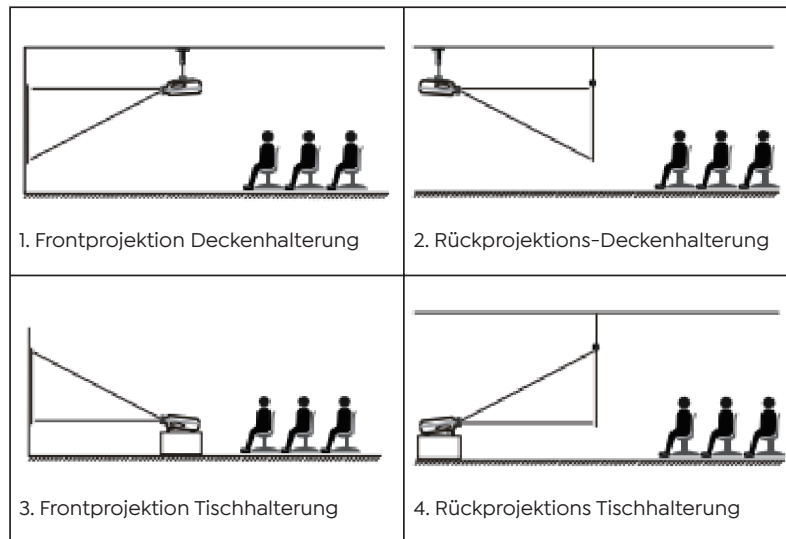 1. Frontprojektion Deckenhalterung
2. Rückprojektions-Deckenhalterung
3. Frontprojektion Tischhalterung
4. Rückprojektions Tischhalterung